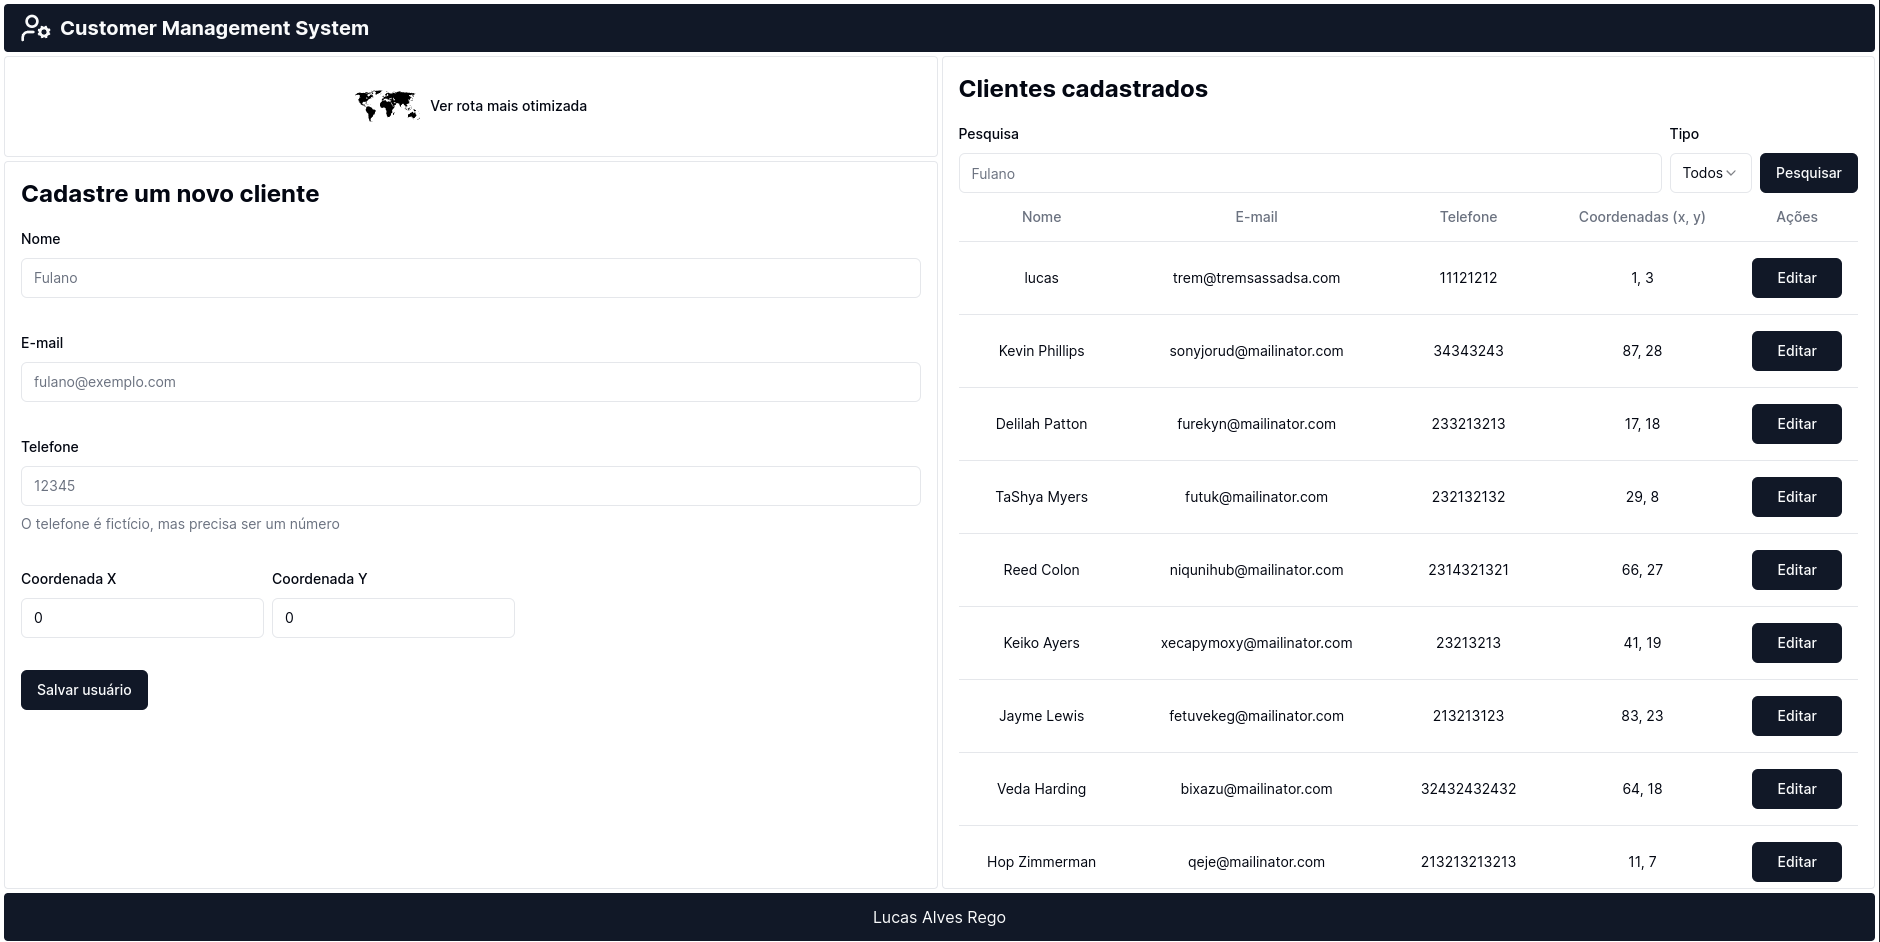 Customer Management System
Ver rota mais otimizada
Cadastre um novo cliente
Nome
Fulano
E-mail
fulano@exemplo.com
Telefone
12345
O telefone é fictício, mas precisa ser um número
Coordenada X Coordenada Y
0 0
Salvar usuário
Clientes cadastrados
Pesquisa Tipo
Fulano Todos Pesquisar
Nome E-mail Telefone Coordenadas (x, y) Ações
lucas trem@tremsassadsa.com 11121212 1, 3 Editar
Kevin Phillips sonyjorud@mailinator.com 34343243 87, 28 Editar
Delilah Patton furekyn@mailinator.com 233213213 17, 18 Editar
TaShya Myers futuk@mailinator.com 232132132 29, 8 Editar
Reed Colon niqunihub@mailinator.com 2314321321 66, 27 Editar
Keiko Ayers xecapymoxy@mailinator.com 23213213 41, 19 Editar
Jayme Lewis fetuvekeg@mailinator.com 213213123 83, 23 Editar
Veda Harding bixazu@mailinator.com 32432432432 64, 18 Editar
Hop Zimmerman qeje@mailinator.com 213213213213 11, 7 Editar
Lucas Alves Rego